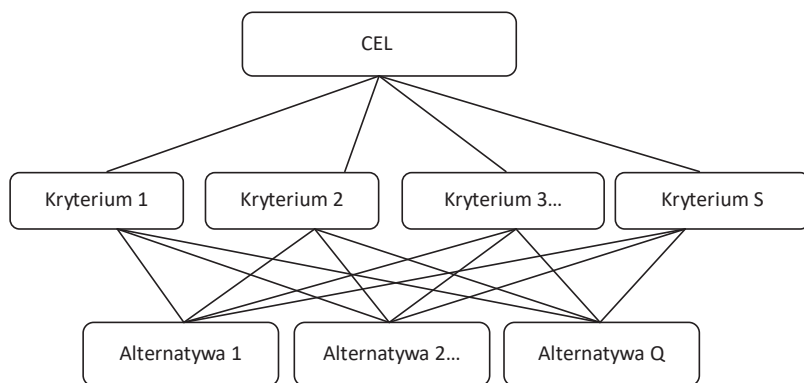 CEL
Kryterium 1
Kryterium 2
Kryterium 3...
Kryterium S
Alternatywa 1
Alternatywa 2...
Alternatywa Q